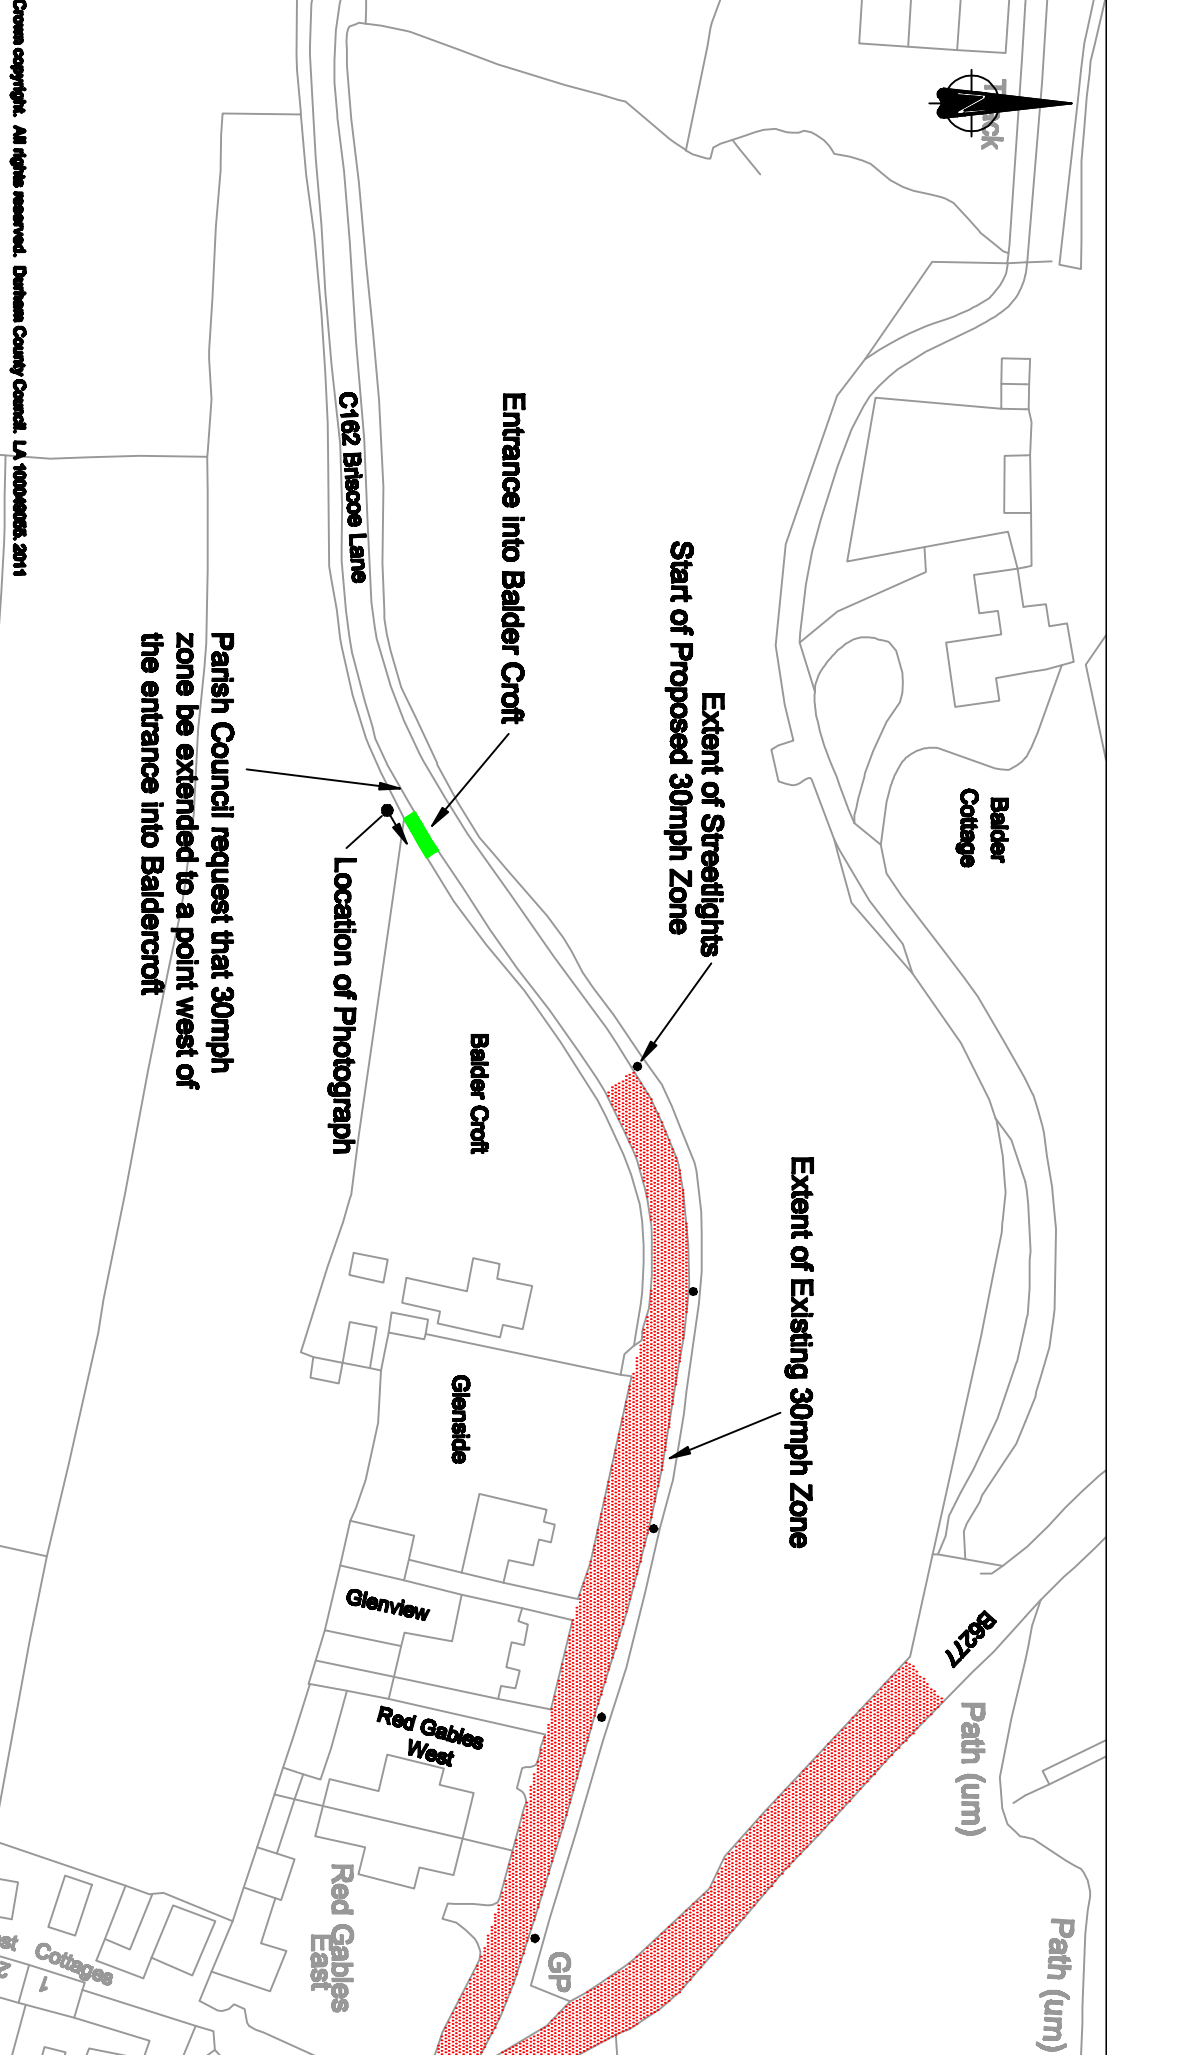 Track
Balder
Cottage
Extent of Streetlights
Start of Proposed 30mph Zone
Entrance into Balder Croft
C162 Briscoe Lane
Parish Council request that 30mph
zone be extended to a point west of
the entrance into Baldercroft
Location of Photograph
Balder Croft
Extent of Existing 30mph Zone
Glenside
Glenview
Red Gables
West
Red Gables
East
B6277
Path (um)
Path (um)
GP
Cottages
1
2
Crown copyright. All rights reserved. Durham County Council. LA 100049055. 2011